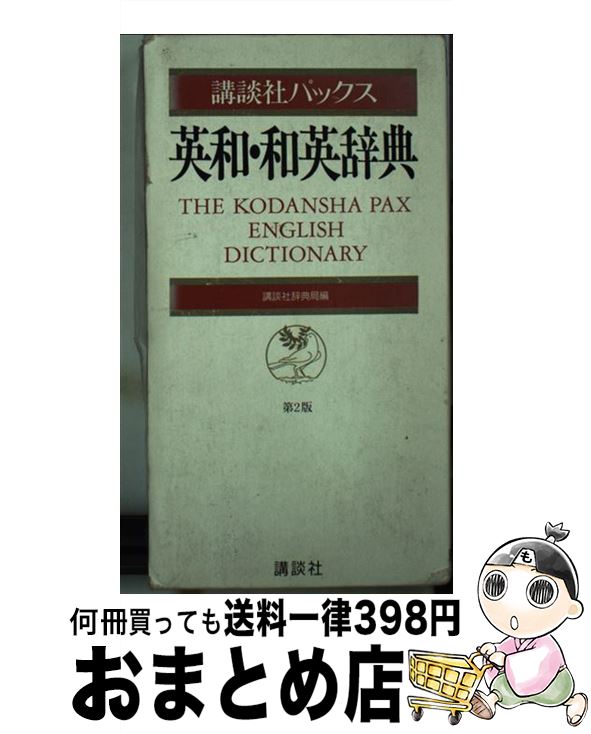 講談社パックス
英和・和英辞典
THE KODANSHA PAX
ENGLISH
DICTIONARY
講談社辞典局編
第2版
講談社
も
何冊買っても送料一律398円
おまとめ店